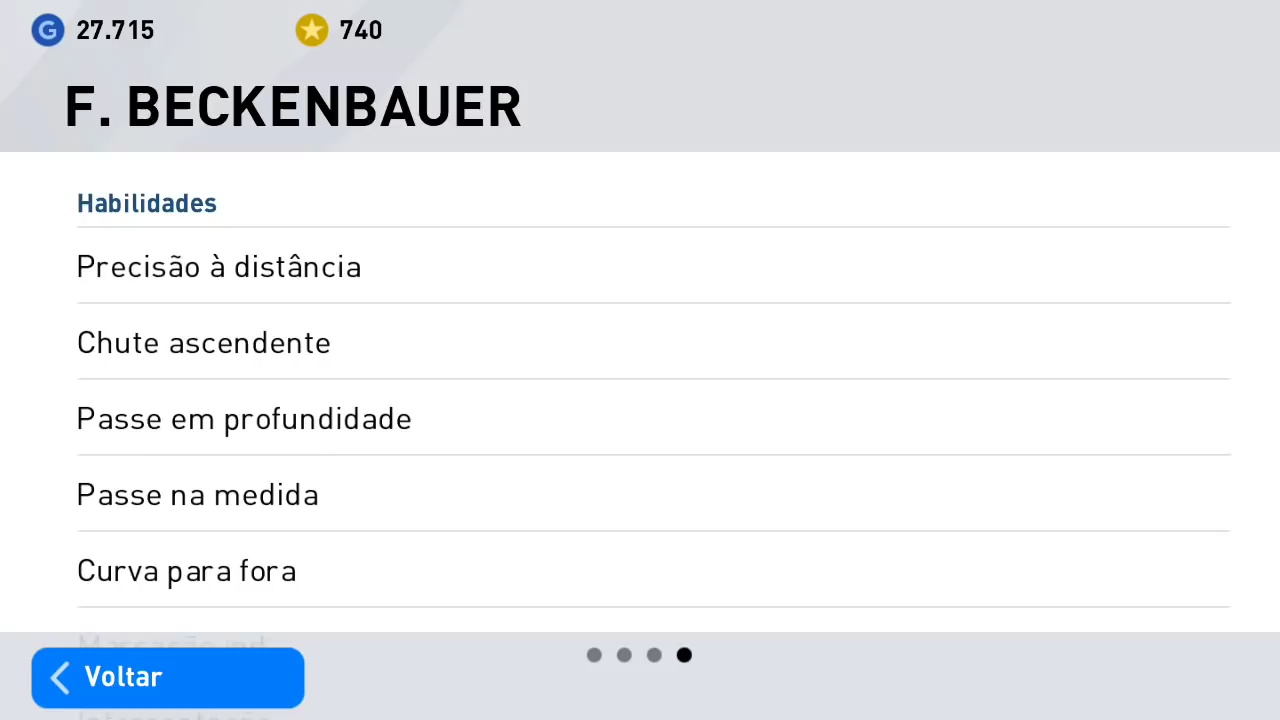 G 27.715 740
F. BECKENBAUER
Habilidades
Precisão à distância
Chute ascendente
Passe em profundidade
Passe na medida
Curva para fora
Voltar